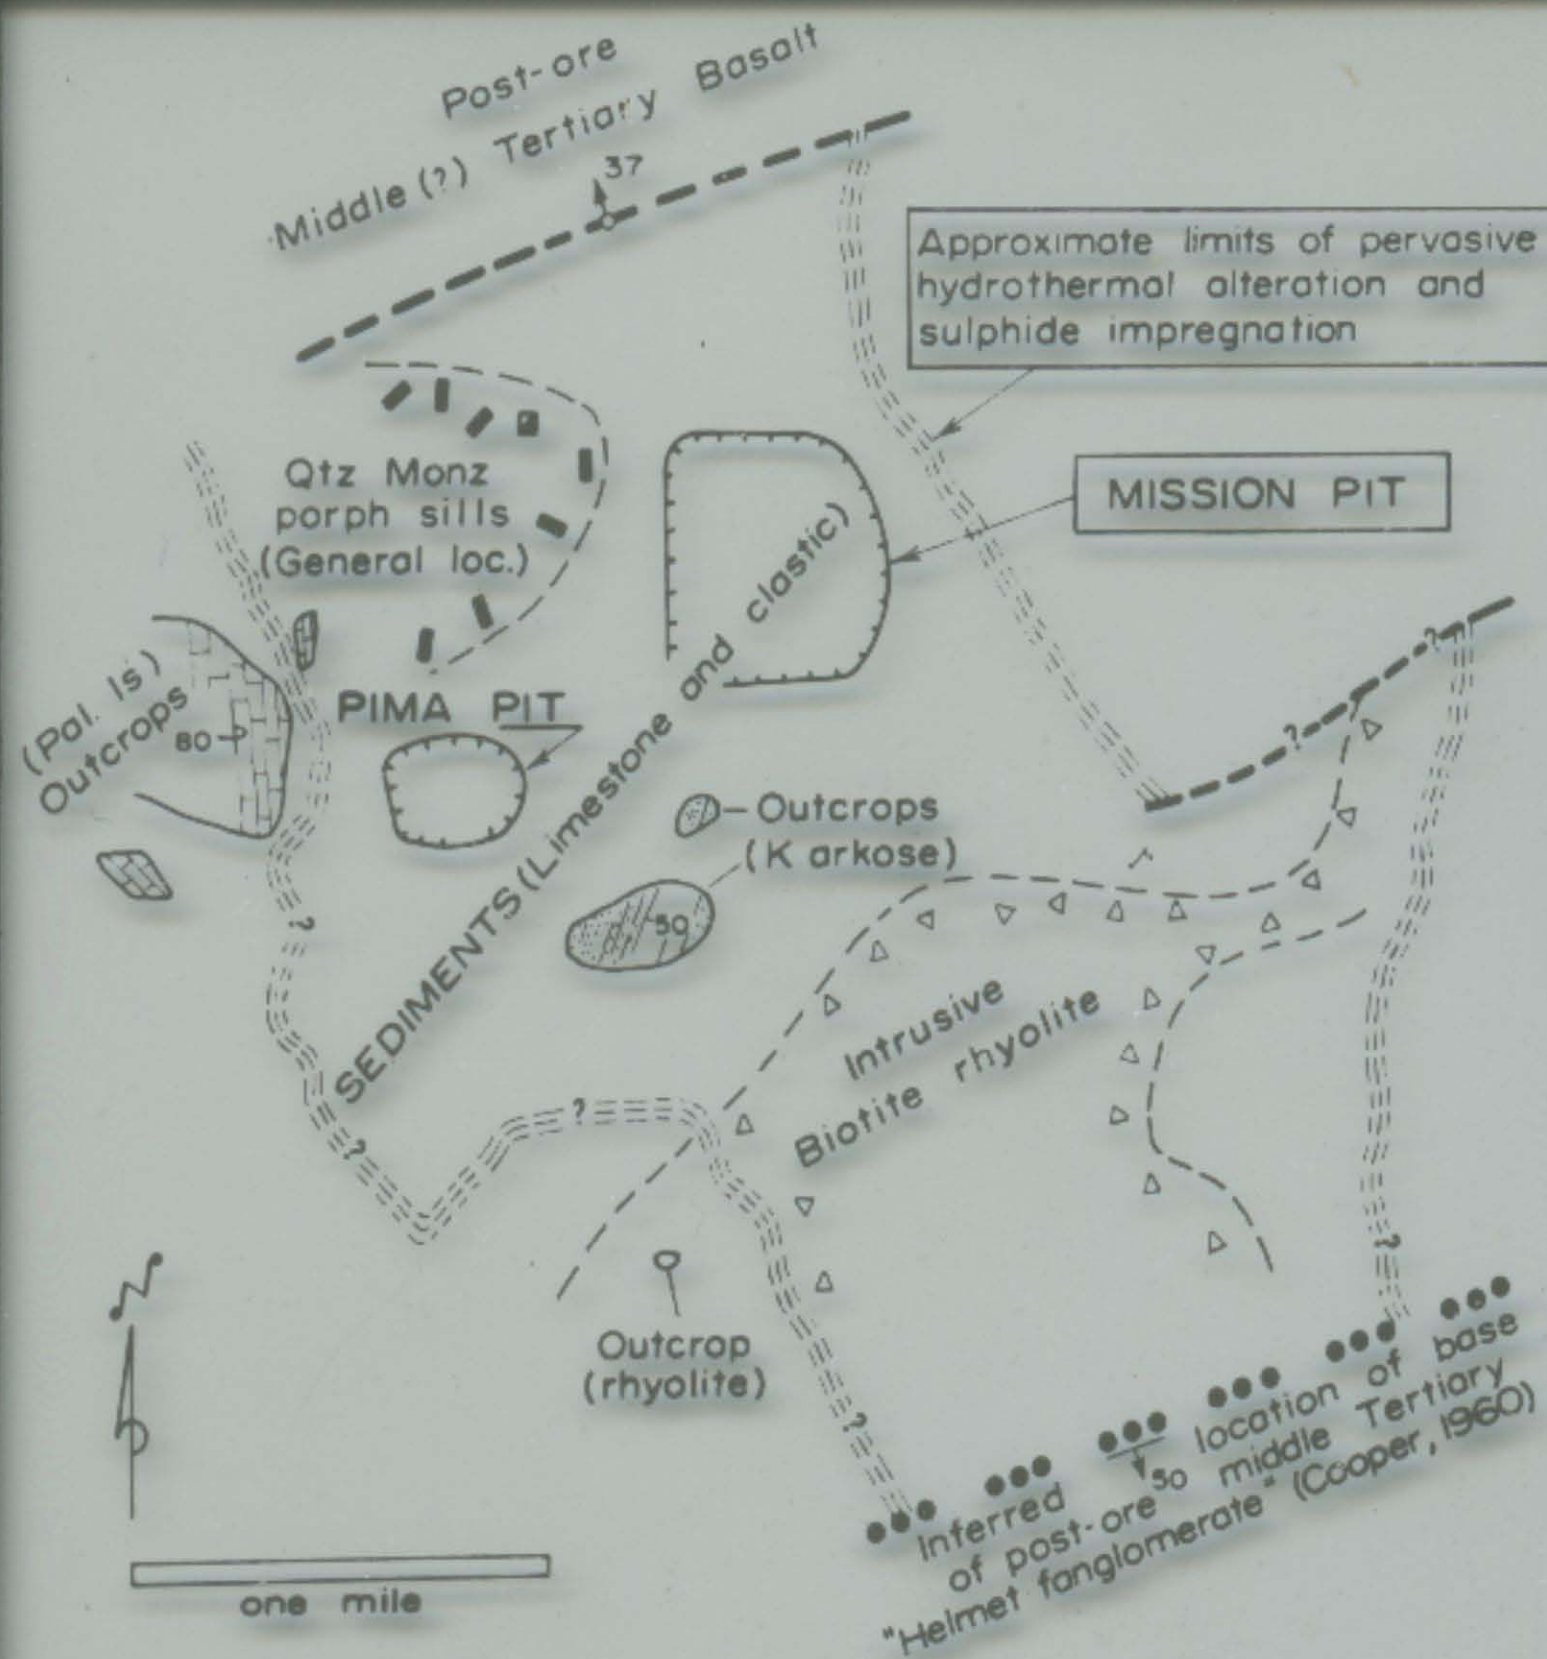 Post-ore
Middle (?) Tertiary Basalt
37
Approximate limits of pervasive
hydrothermal alteration and
sulphide impregnation
Qtz Monz
porph sills
(General loc.)
MISSION PIT
(Pal. ls)
Outcrops
80
PIMA PIT
SEDIMENTS (Limestone and clastic)
Outcrops
(K arkose)
50
?
?
?
?
?
Intrusive
Biotite rhyolite
N
Outcrop
(rhyolite)
?
?
50
Inferred location of base
of post-ore middle Tertiary
"Helmet fanglomerate" (Cooper, 1960)
one mile